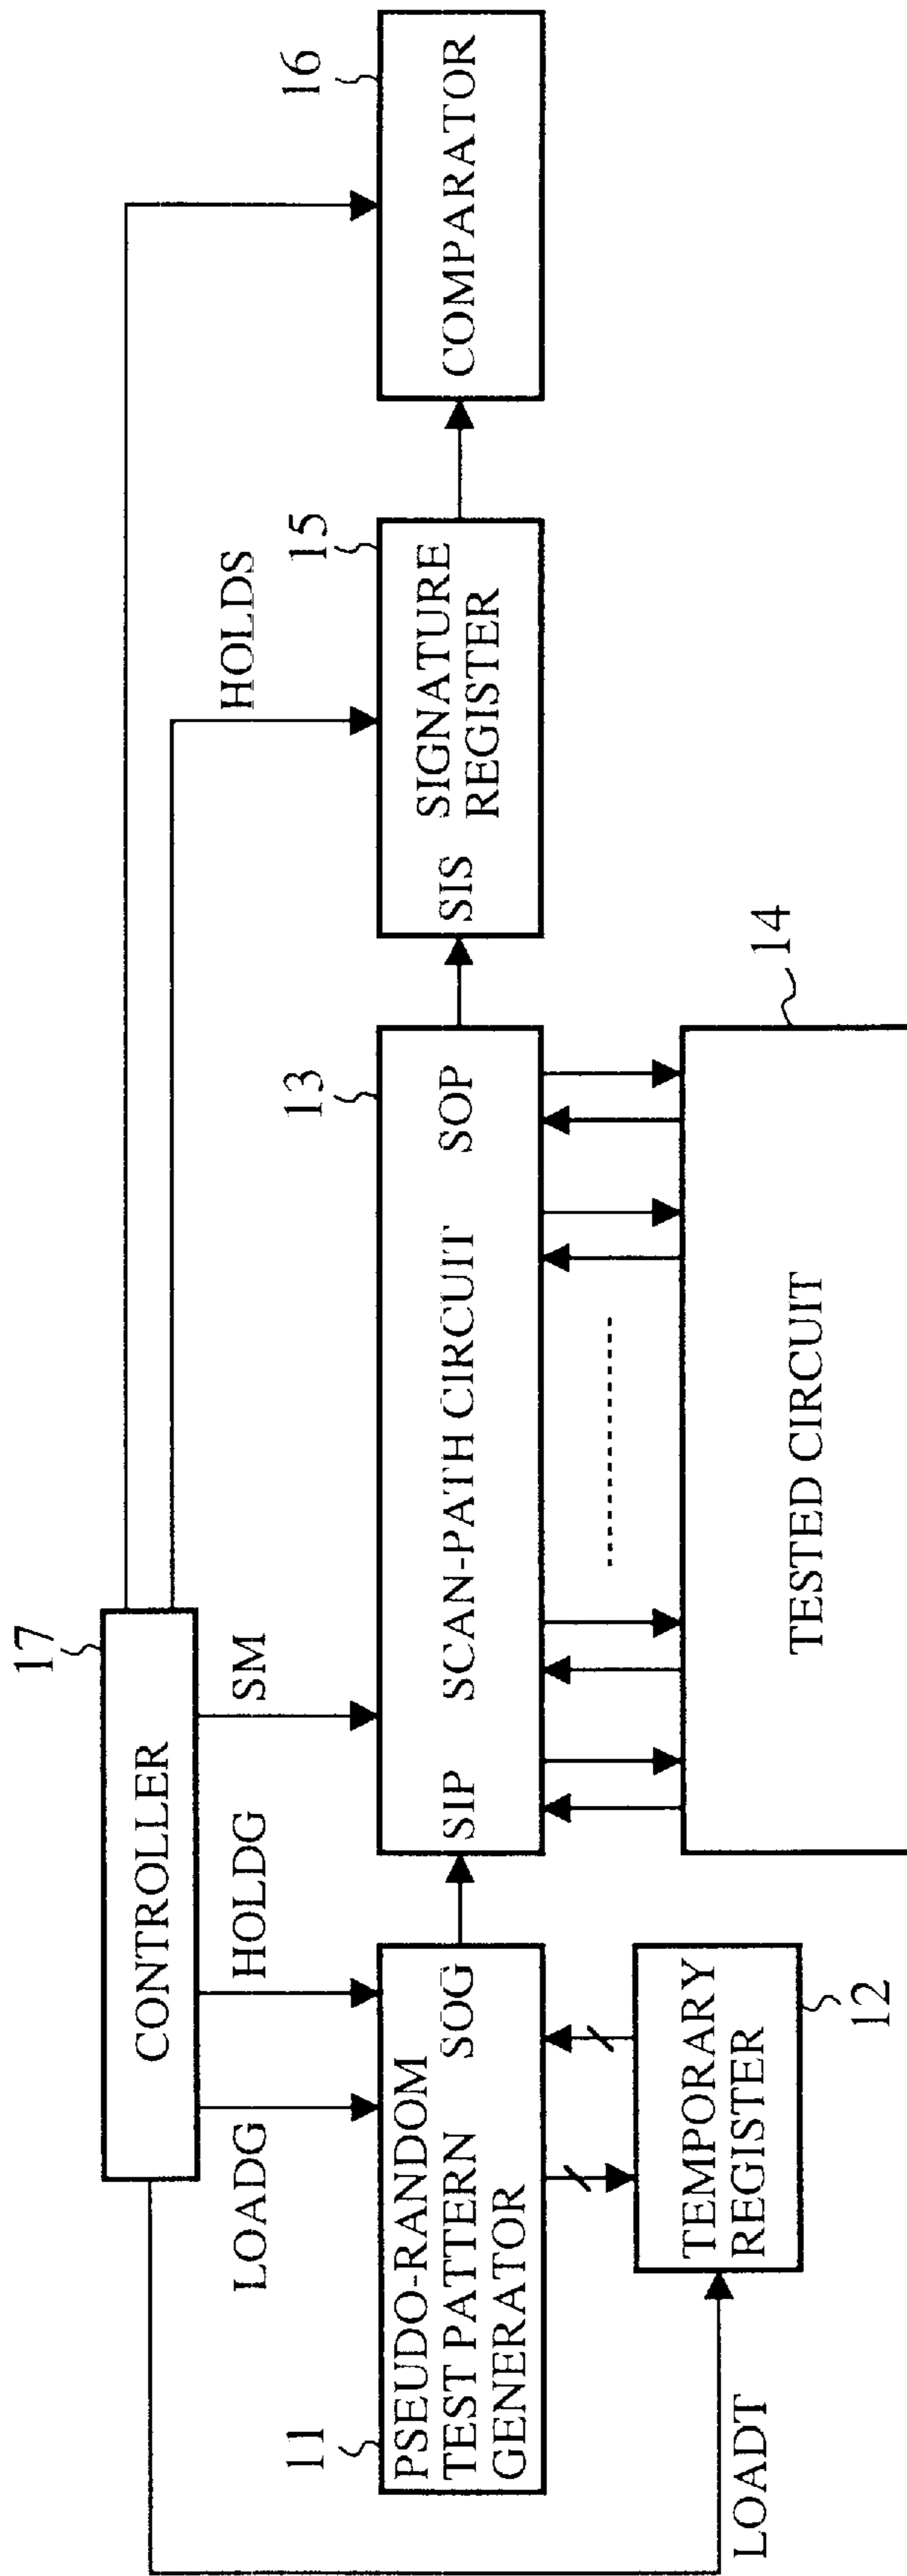 17
CONTROLLER
LOADG
HOLDG
SM
HOLDS
11
PSEUDO-RANDOM
TEST PATTERN
GENERATOR
SOG
SIP
SCAN-PATH CIRCUIT
SOP
13
SIS
SIGNATURE
REGISTER
15
COMPARATOR
16
LOADT
TEMPORARY
REGISTER
12
TESTED CIRCUIT
14